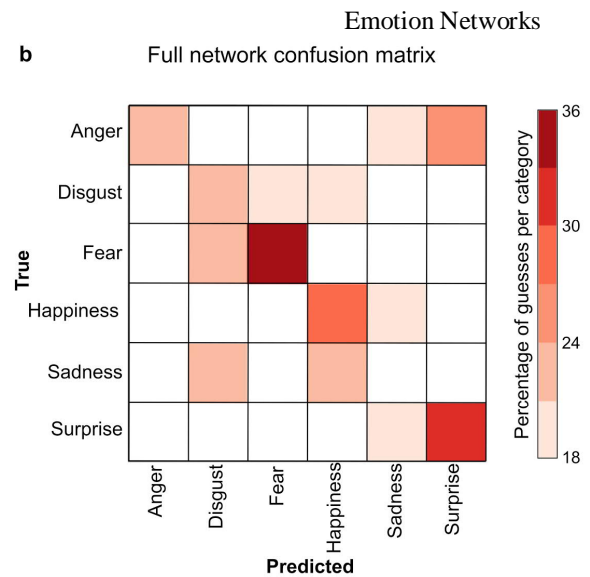 Emotion Networks
b Full network confusion matrix
Anger
Disgust
Fear
Happiness
Sadness
Surprise
True
Anger
Disgust
Fear
Happiness
Sadness
Surprise
Predicted
36
30
24
18
Percentage of guesses per category